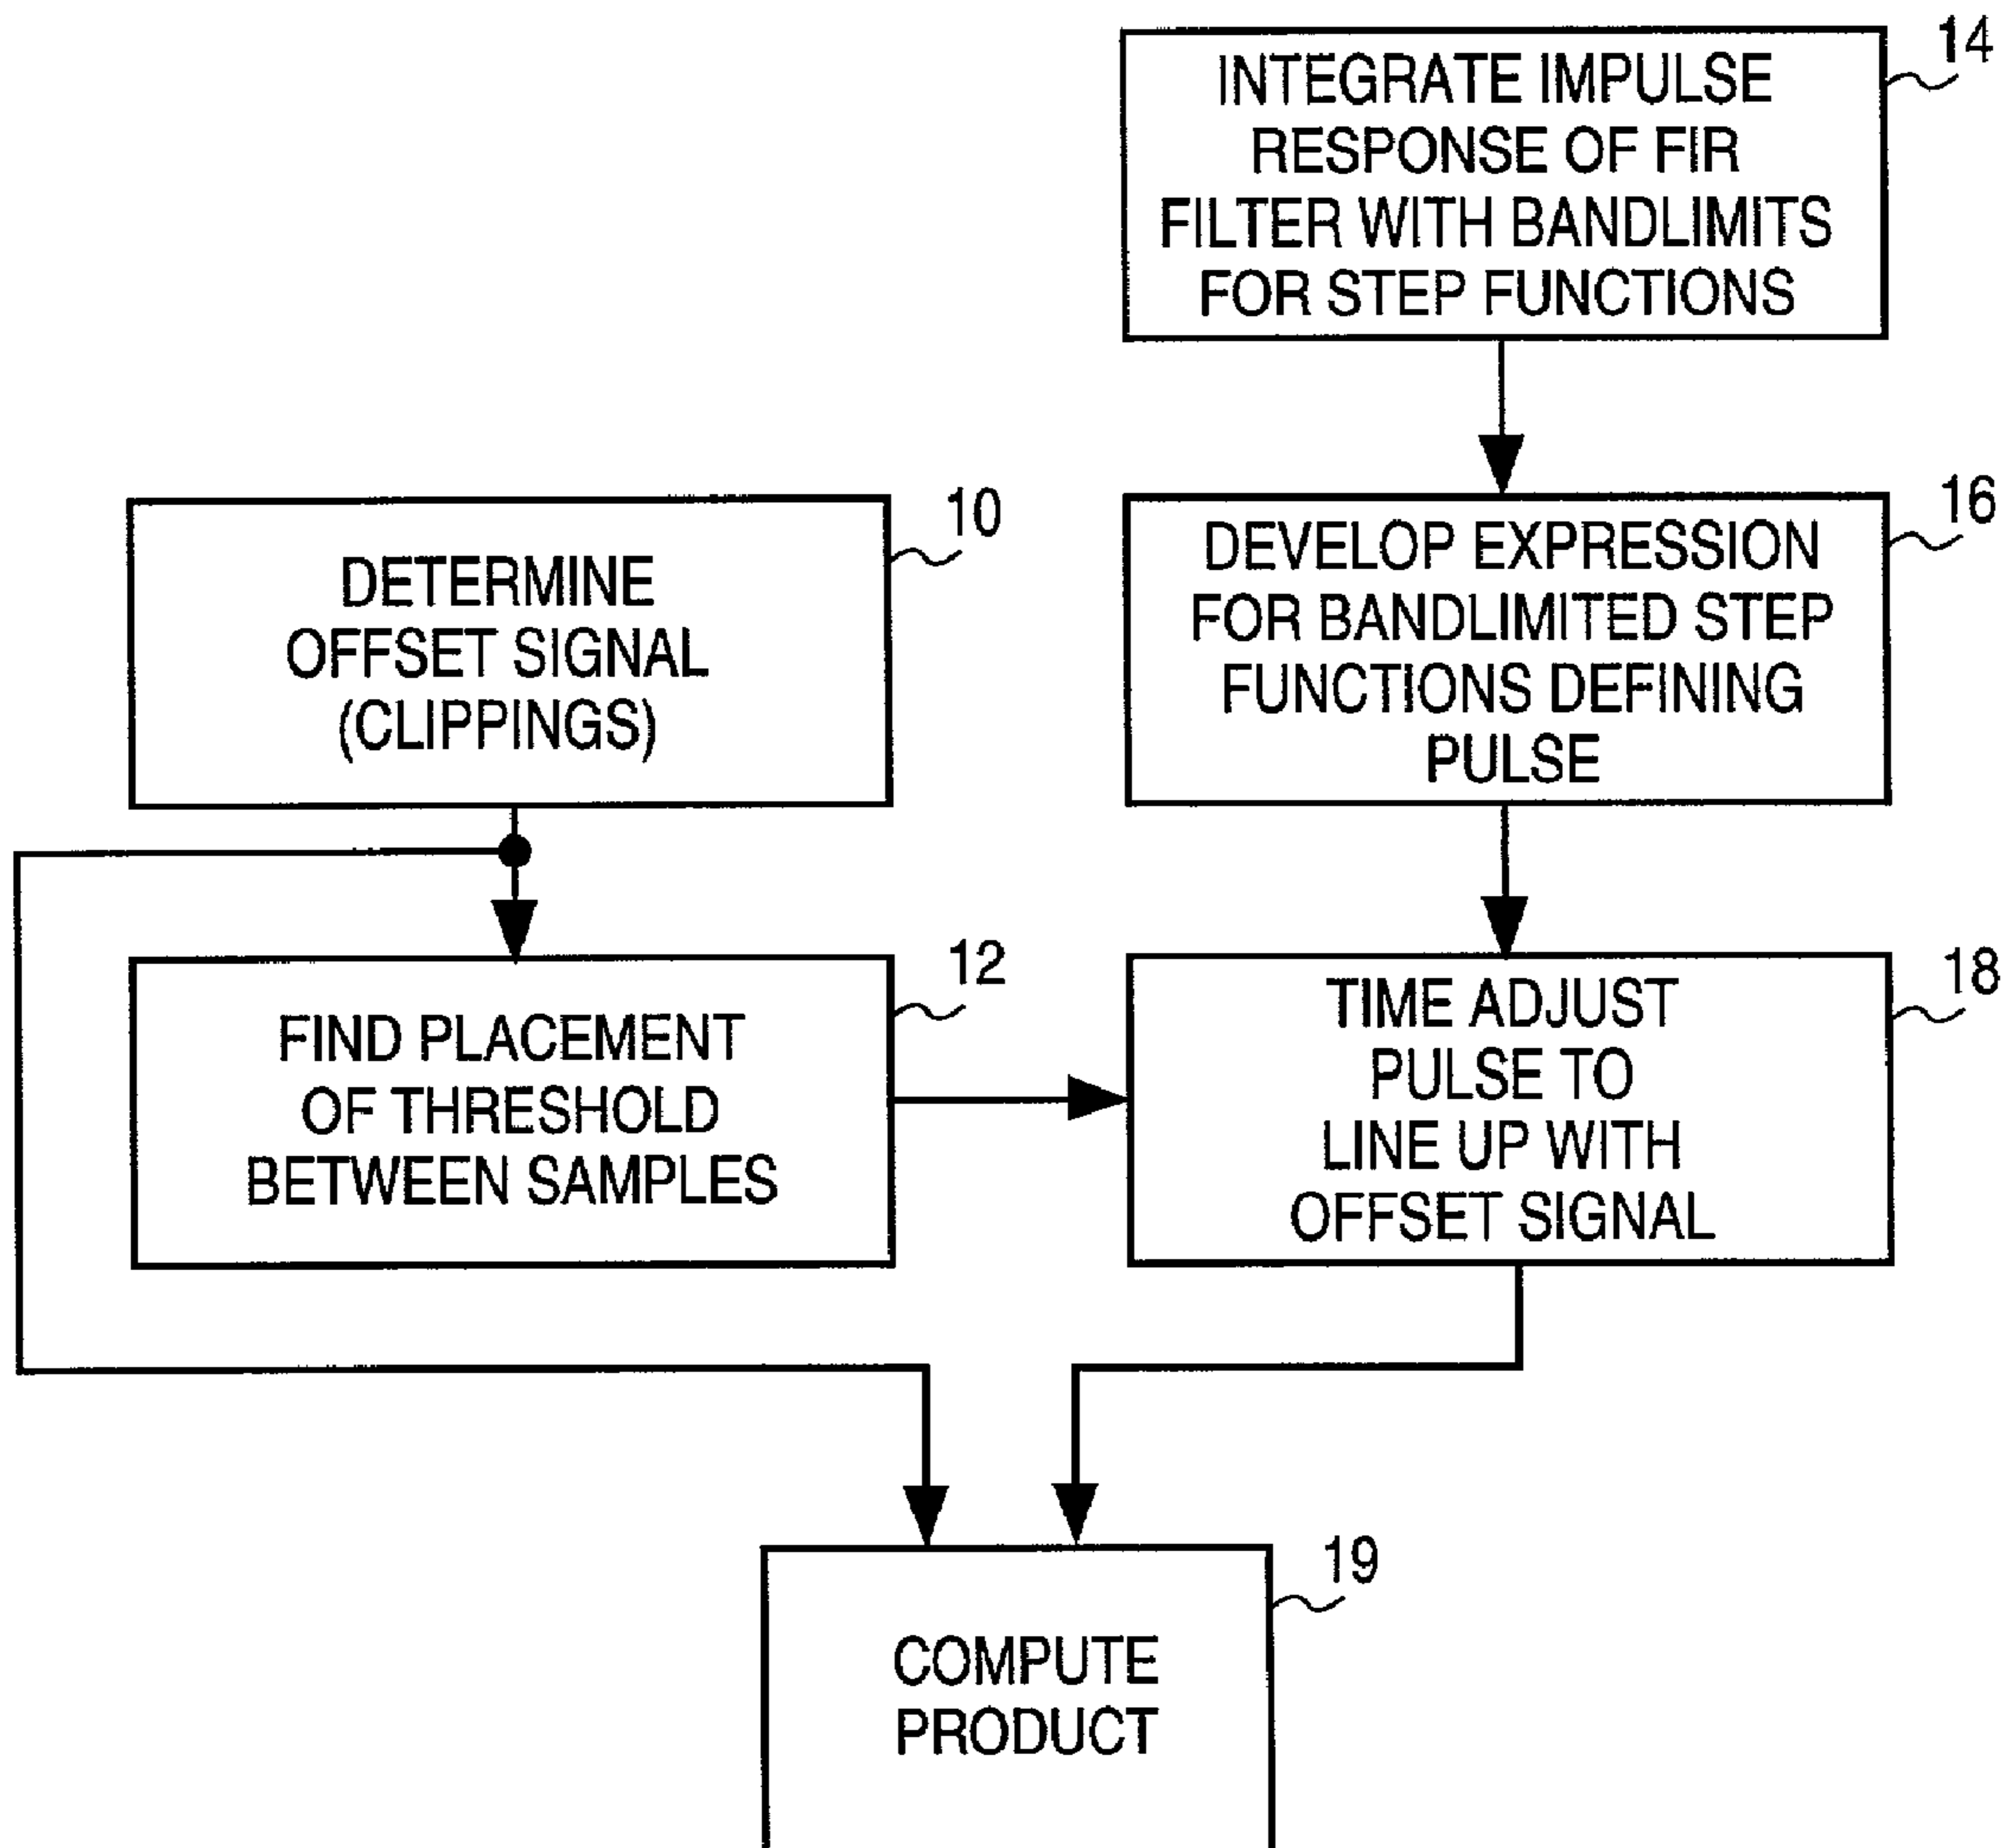 14
INTEGRATE IMPULSE
RESPONSE OF FIR
FILTER WITH BANDLIMITS
FOR STEP FUNCTIONS
10
DETERMINE
OFFSET SIGNAL
(CLIPPINGS)
16
DEVELOP EXPRESSION
FOR BANDLIMITED STEP
FUNCTIONS DEFINING
PULSE
12
FIND PLACEMENT
OF THRESHOLD
BETWEEN SAMPLES
18
TIME ADJUST
PULSE TO
LINE UP WITH
OFFSET SIGNAL
19
COMPUTE
PRODUCT